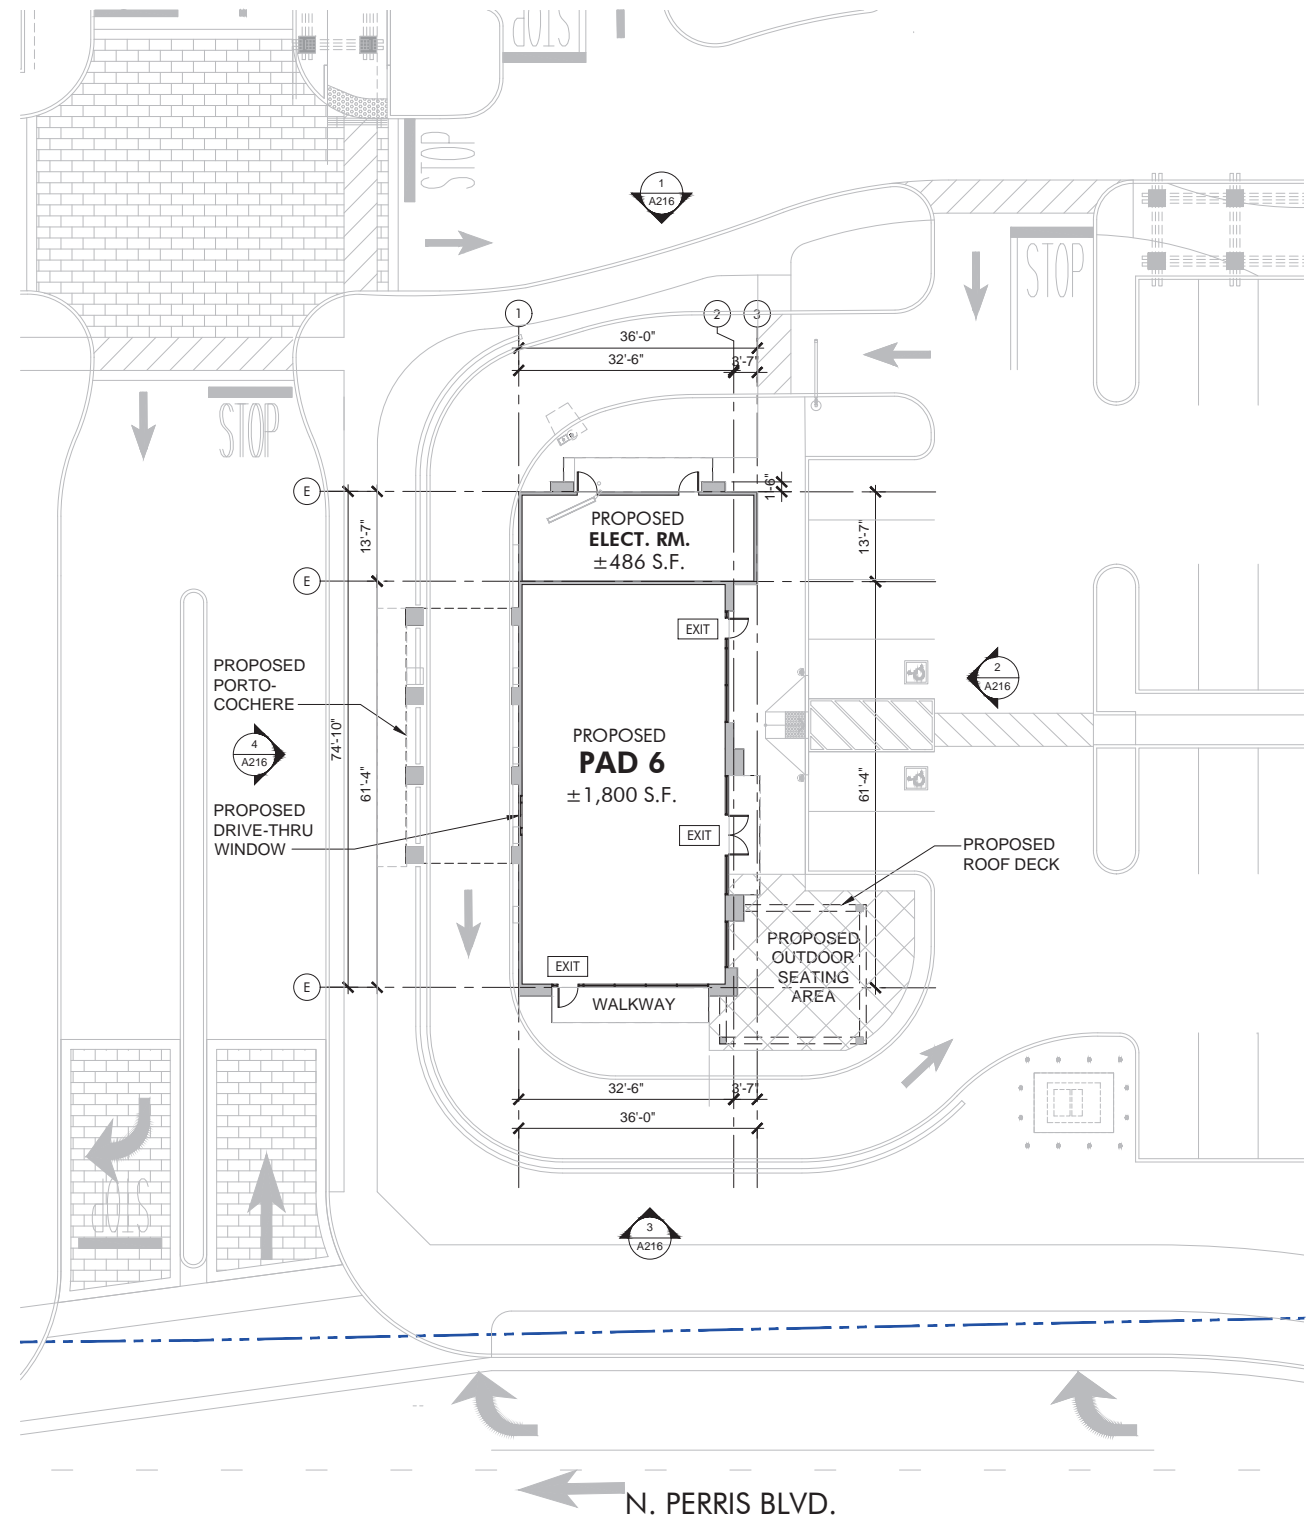 STOP
STOP
1
A216
STOP
1
2
3
36'-0"
32'-6"
3'-7"
STOP
E
1'-6"
13'-7"
PROPOSED
ELECT. RM.
±486 S.F.
13'-7"
E
EXIT
PROPOSED
PORTO-
COCHERE
2
A216
4
A216
74'-10"
61'-4"
PROPOSED
PAD 6
±1,800 S.F.
61'-4"
PROPOSED
DRIVE-THRU
WINDOW
EXIT
PROPOSED
ROOF DECK
PROPOSED
OUTDOOR
SEATING
AREA
EXIT
E
WALKWAY
32'-6"
3'-7"
36'-0"
STOP
3
A216
N. PERRIS BLVD.